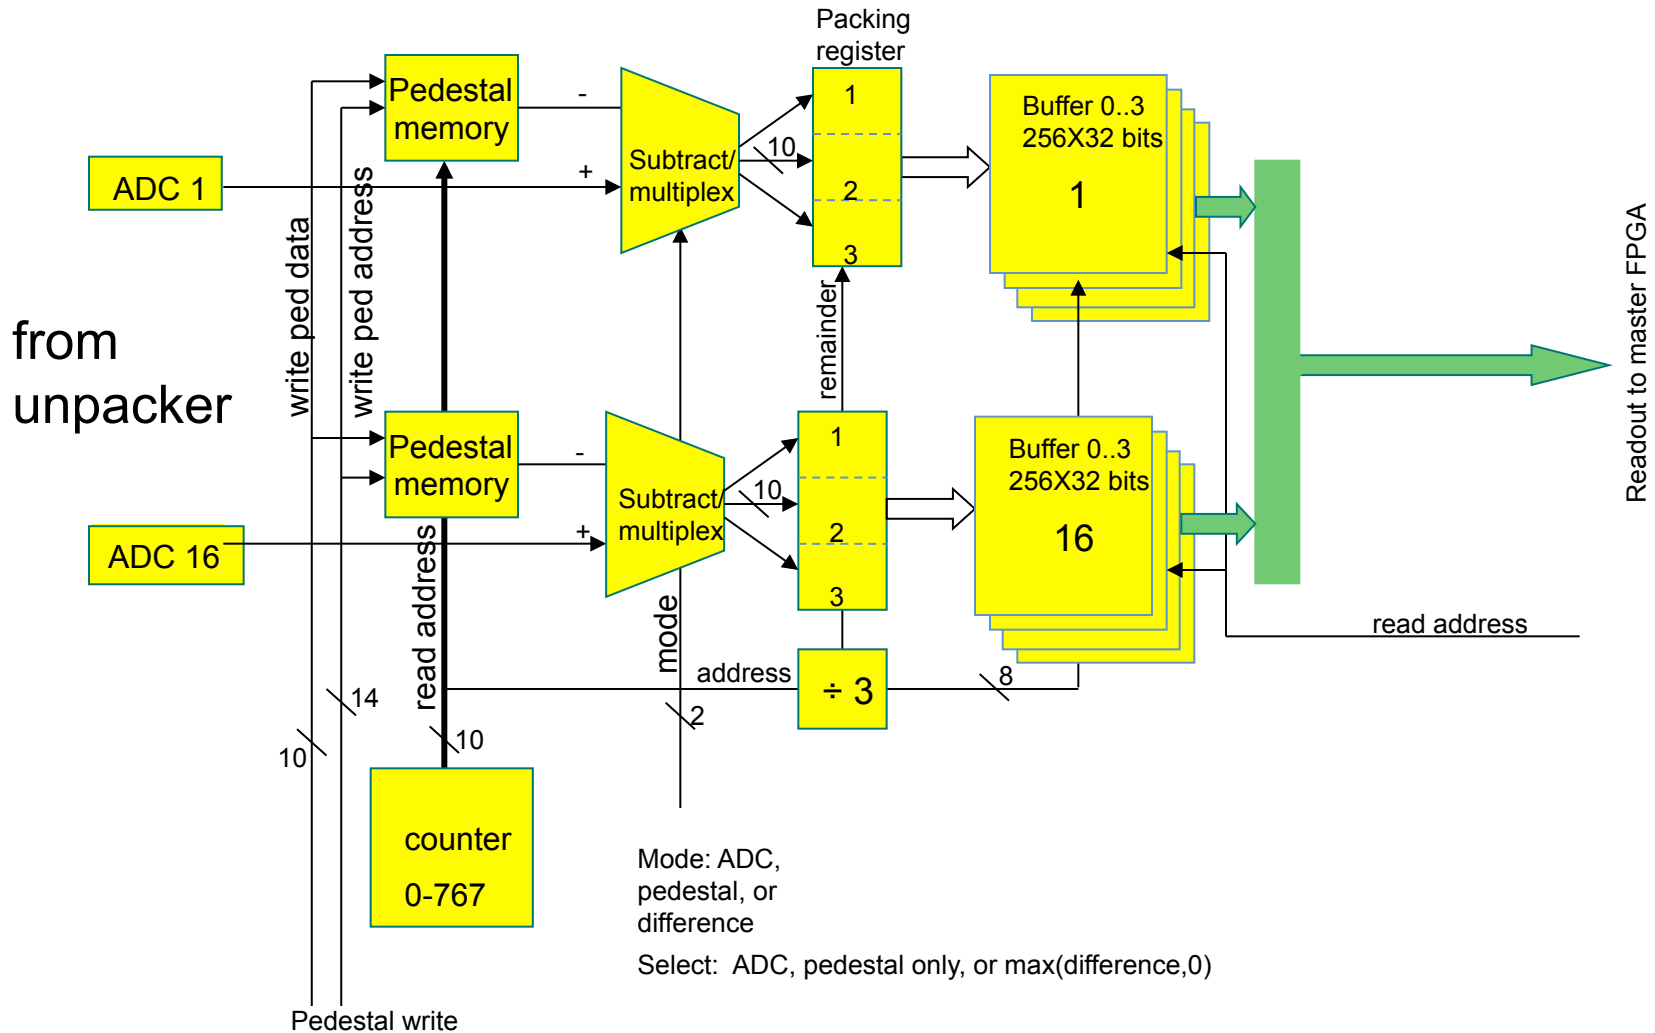 Packing
register
Pedestal
memory
-
+
Subtract/
multiplex
10
1
2
3
Buffer 0..3
256X32 bits
1
ADC 1
write ped data
write ped address
from
unpacker
remainder
Readout to master FPGA
Pedestal
memory
-
+
Subtract/
multiplex
10
1
2
3
Buffer 0..3
256X32 bits
16
ADC 16
read address
mode
address
÷ 3
8
read address
14
10
10
2
counter
0-767
Mode: ADC,
pedestal, or
difference
Select: ADC, pedestal only, or max(difference,0)
Pedestal write